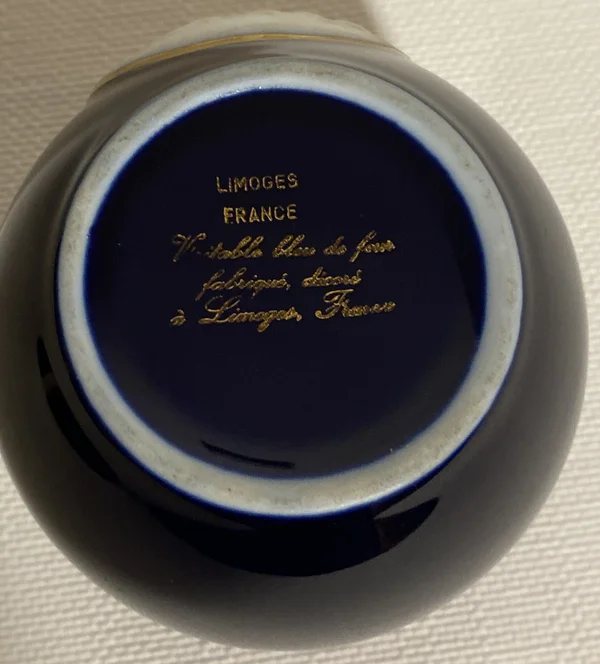 LIMOGES
FRANCE
Véritable bleu de four
fabriqué, décoré
à Limoges, France